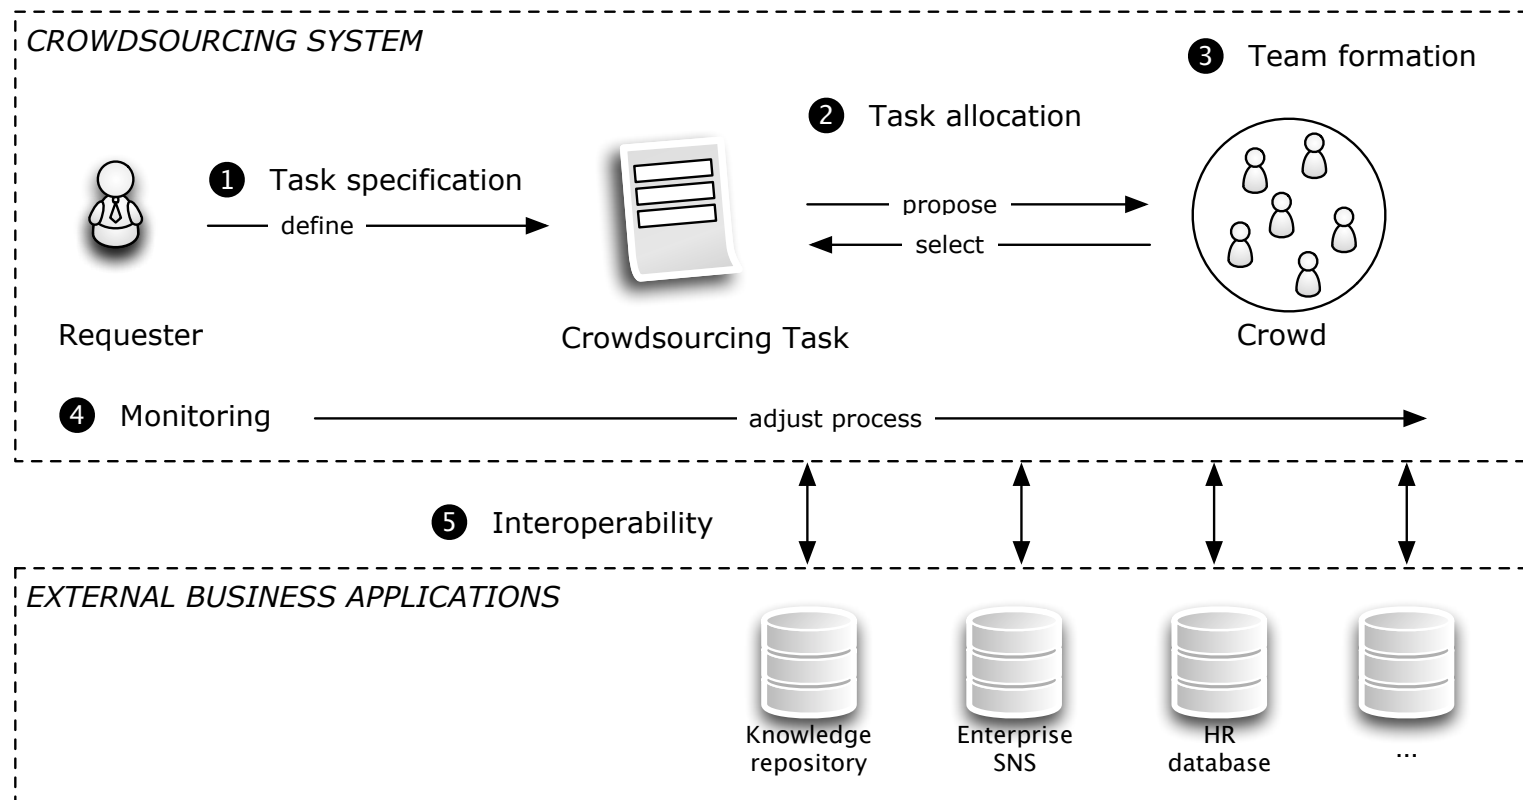 CROWDSOURCING SYSTEM
3 Team formation
2 Task allocation
1 Task specification
define
propose
select
Requester
Crowdsourcing Task
Crowd
4 Monitoring
adjust process
5 Interoperability
EXTERNAL BUSINESS APPLICATIONS
Knowledge
repository
Enterprise
SNS
HR
database
...